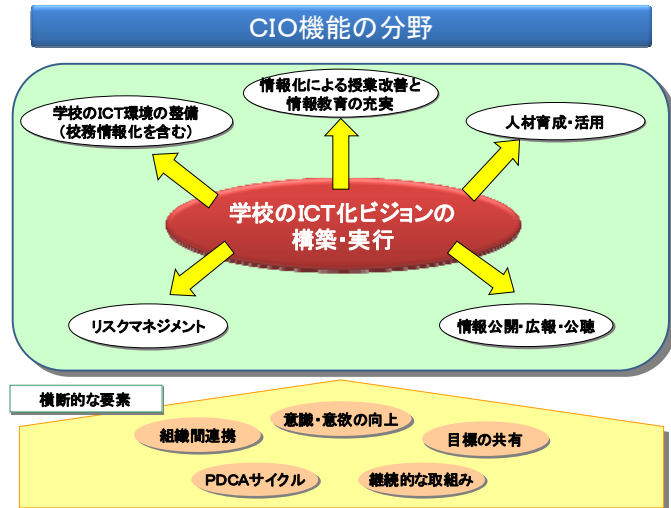 CIO機能の分野
情報化による授業改善と
情報教育の充実
学校のICT環境の整備
（校務情報化を含む）
人材育成・活用
学校のICT化ビジョンの
構築・実行
リスクマネジメント
情報公開・広報・公聴
横断的な要素
組織間連携
意識・意欲の向上
目標の共有
PDCAサイクル
継続的な取組み